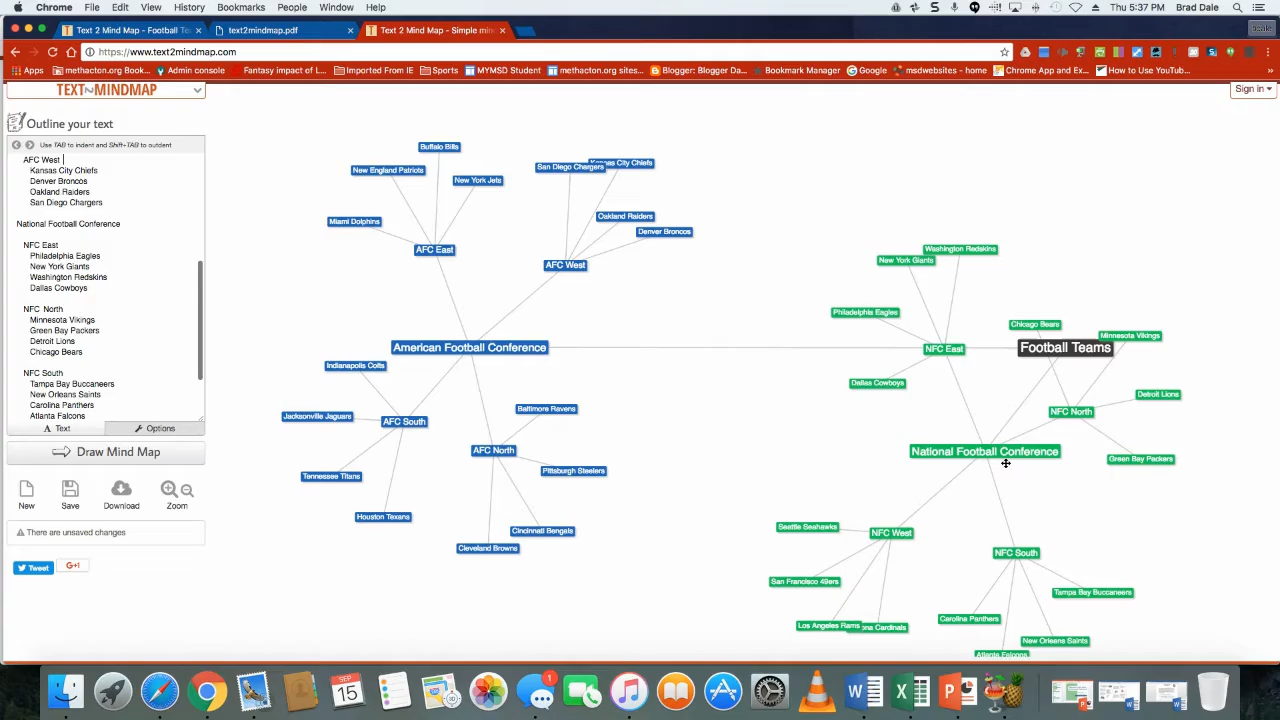 Chrome File Edit View History Bookmarks People Window Help
Thu Sep 15 5:37 PM Brad Dale
Text 2 Mind Map - Football Te
text2mindmap.pdf
Text 2 Mind Map - Simple min
https://www.text2mindmap.com
Apps methacton.org Book... Admin console Fantasy impact of L... Imported From IE Sports MYMSD Student methacton.org sites... Blogger: Blogger Da... Bookmark Manager Google msdwebsites - home Chrome App and Ex... How to Use YouTub...
TEXT2MINDMAP
Sign in
Outline your text
Use TAB to indent and Shift+TAB to outdent
AFC West
Kansas City Chiefs
Denver Broncos
Oakland Raiders
San Diego Chargers
National Football Conference
NFC East
Philadelphia Eagles
New York Giants
Washington Redskins
Dallas Cowboys
NFC North
Minnesota Vikings
Green Bay Packers
Detroit Lions
Chicago Bears
NFC South
Tampa Bay Buccaneers
New Orleans Saints
Carolina Panthers
Atlanta Falcons
Text Options
Draw Mind Map
New Save Download Zoom
There are unsaved changes
Tweet G+1
Buffalo Bills
New England Patriots
New York Jets
Miami Dolphins
AFC East
San Diego Chargers
City Chiefs
Oakland Raiders
Denver Broncos
AFC West
American Football Conference
Indianapolis Colts
Jacksonville Jaguars
AFC South
Tennessee Titans
Houston Texans
Baltimore Ravens
AFC North
Pittsburgh Steelers
Cincinnati Bengals
Cleveland Browns
Washington Redskins
New York Giants
Philadelphia Eagles
NFC East
Dallas Cowboys
Chicago Bears
Minnesota Vikings
Football Teams
Detroit Lions
NFC North
Green Bay Packers
National Football Conference
Seattle Seahawks
NFC West
San Francisco 49ers
Los Angeles Rams
Cardinals
NFC South
Tampa Bay Buccaneers
Carolina Panthers
New Orleans Saints
Atlanta Falcons
SEP
15
1